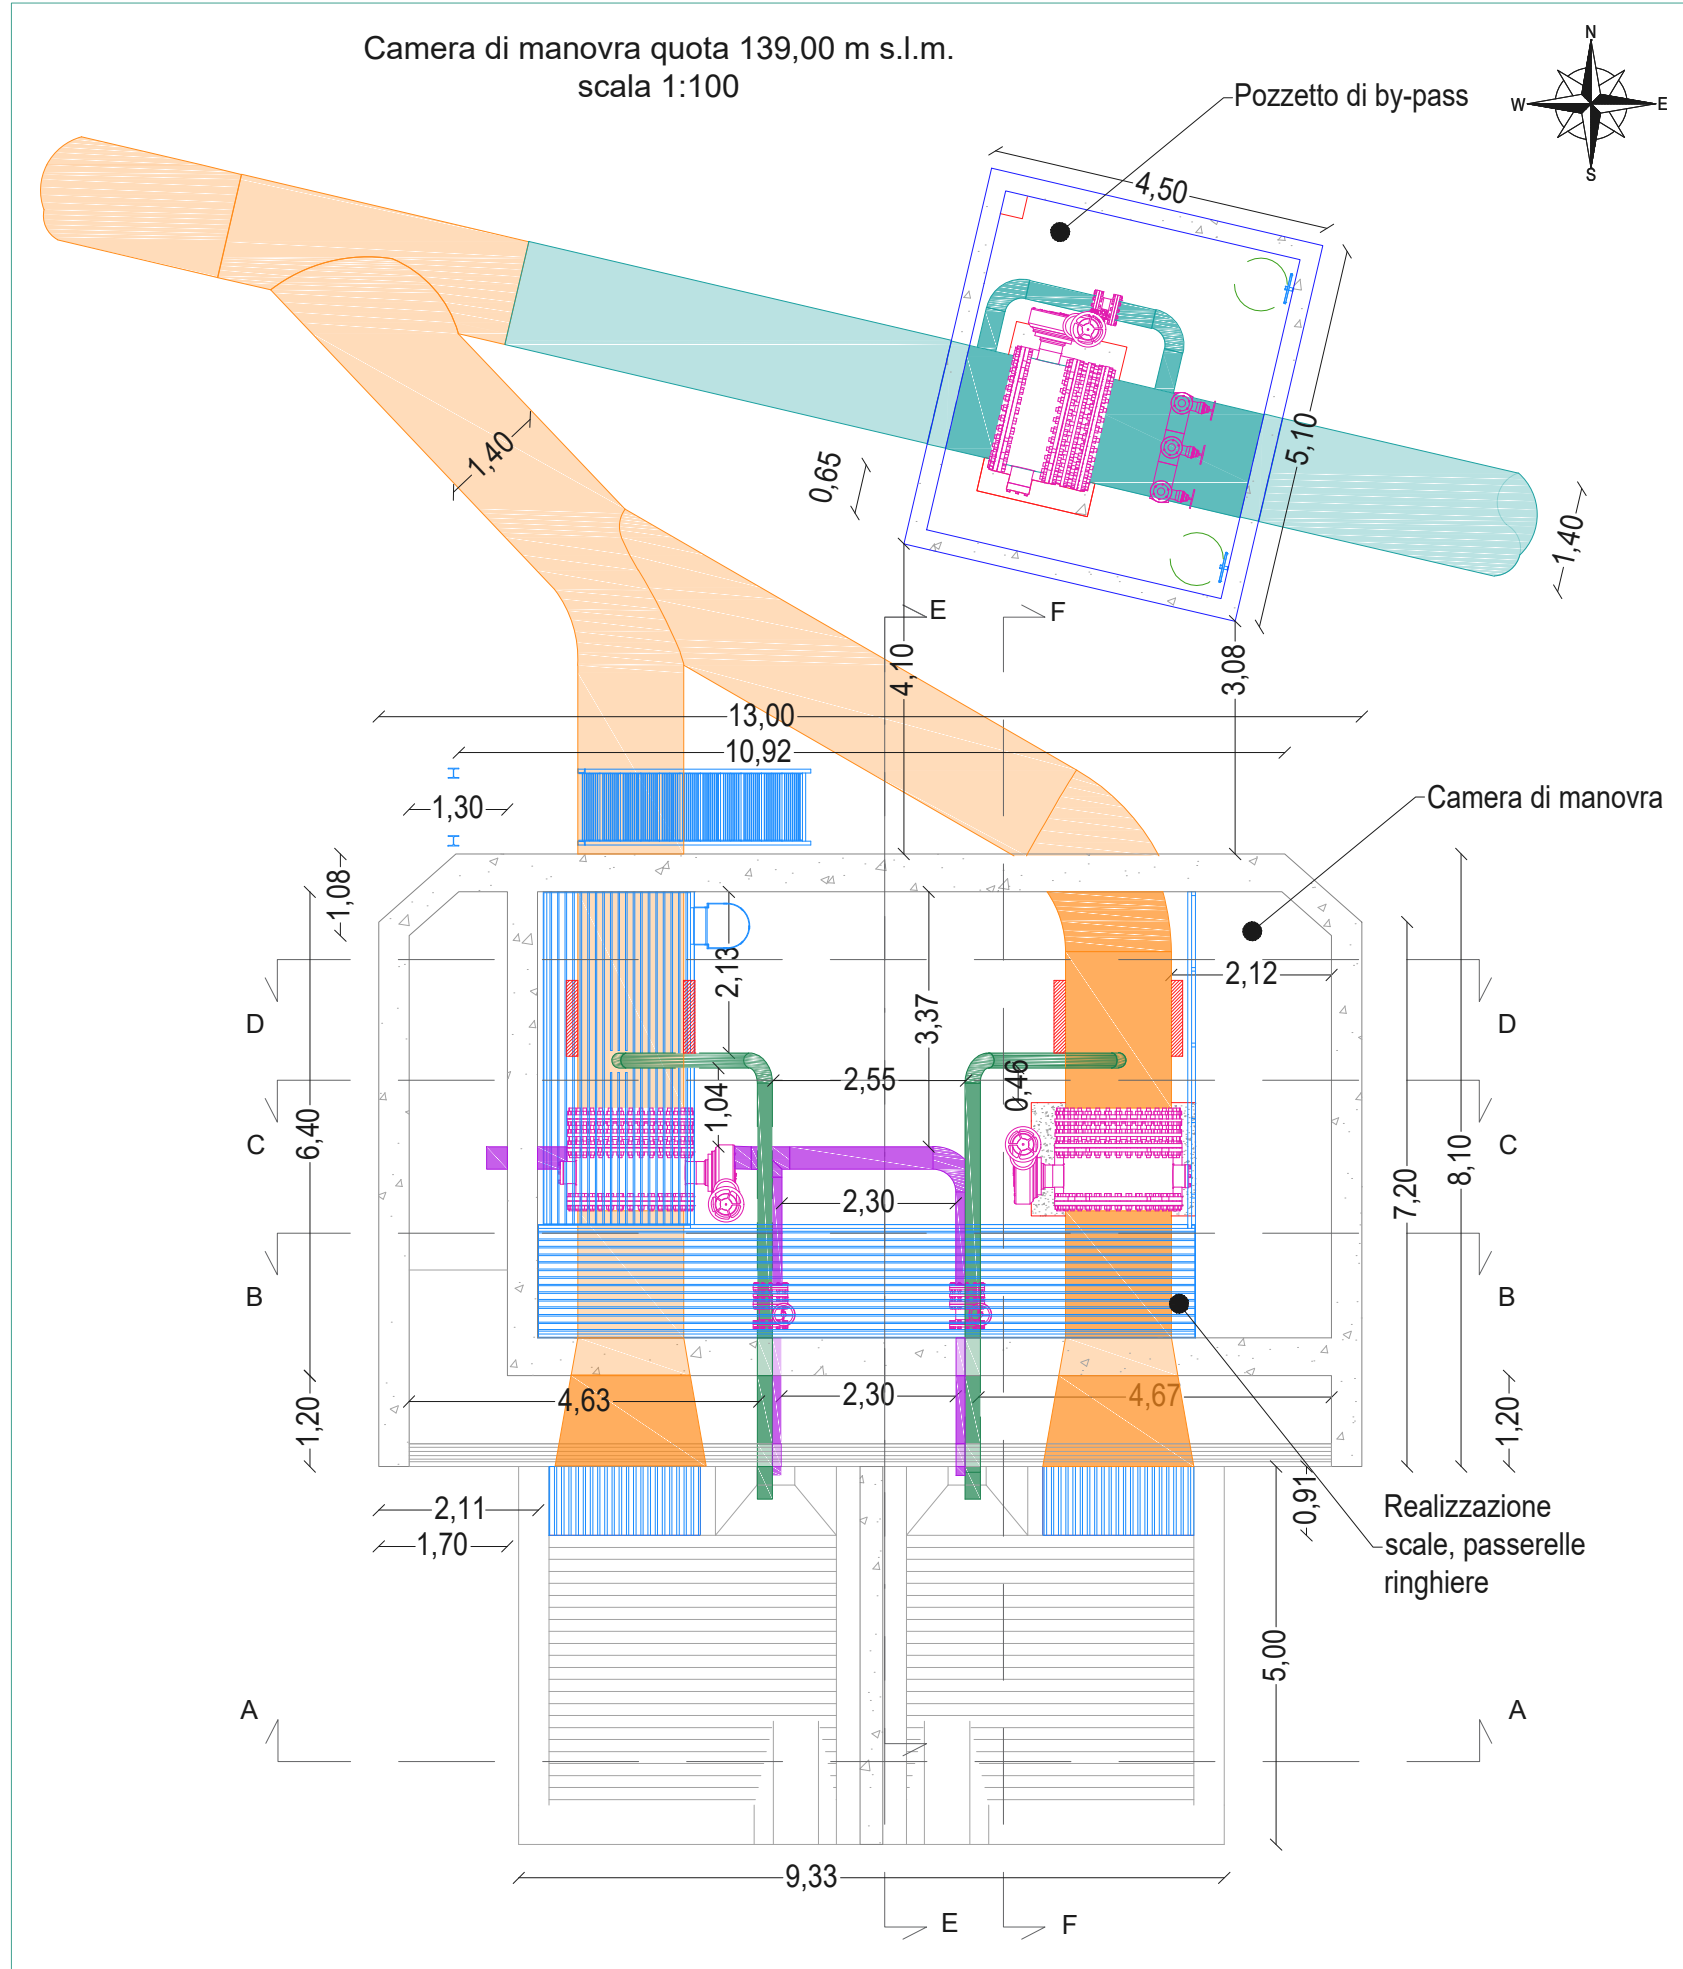 Camera di manovra quota 139,00 m s.l.m.
scala 1:100
N
W
E
S
Pozzetto di by-pass
4,50
5,10
1,40
0,65
1,40
E
F
4,10
3,08
13,00
10,92
1,30
Camera di manovra
1,08
2,13
3,37
2,12
D
D
2,55
0,46
1,04
C
C
6,40
7,20
8,10
2,30
B
B
4,63
2,30
4,67
1,20
1,20
2,11
1,70
0,91
Realizzazione
scale, passerelle
ringhiere
5,00
A
A
9,33
E
F